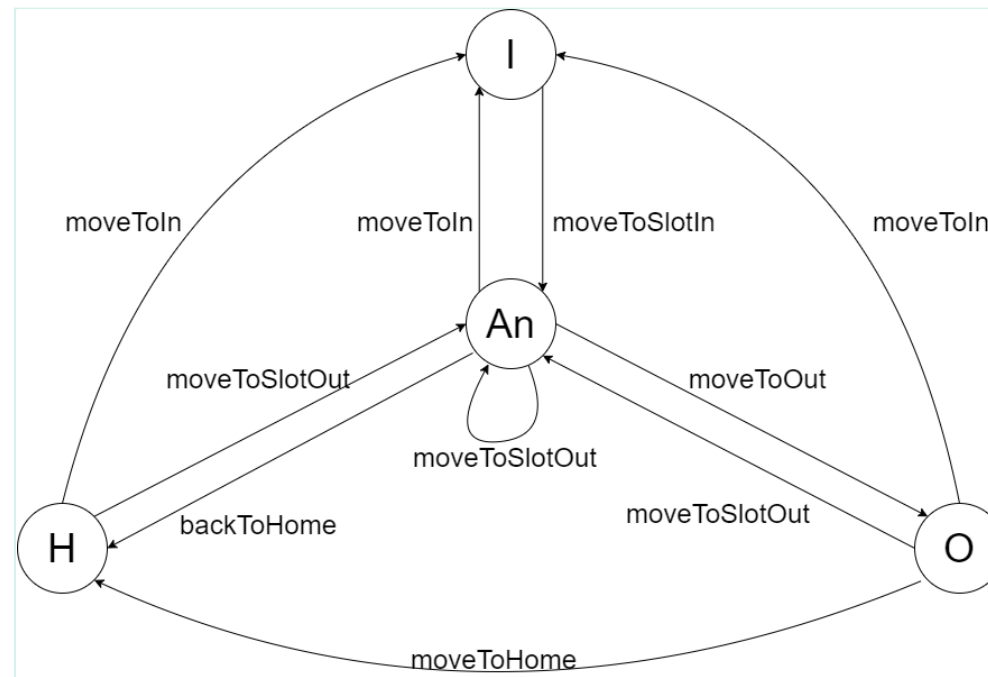 I
moveToIn
moveToIn
moveToSlotIn
moveToIn
An
moveToSlotOut
moveToOut
moveToSlotOut
backToHome
moveToSlotOut
H
O
moveToHome